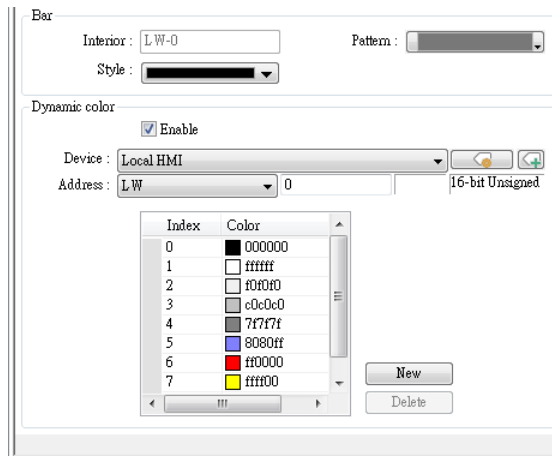 Bar
Interior : LW-0 Pattern :
Style :
Dynamic color
Enable
Device : Local HMI
Address : LW 0 16-bit Unsigned
Index Color
0 000000
1 ffffff
2 f0f0f0
3 c0c0c0
4 7f7f7f
5 8080ff
6 ff0000
7 ffff00
New
Delete